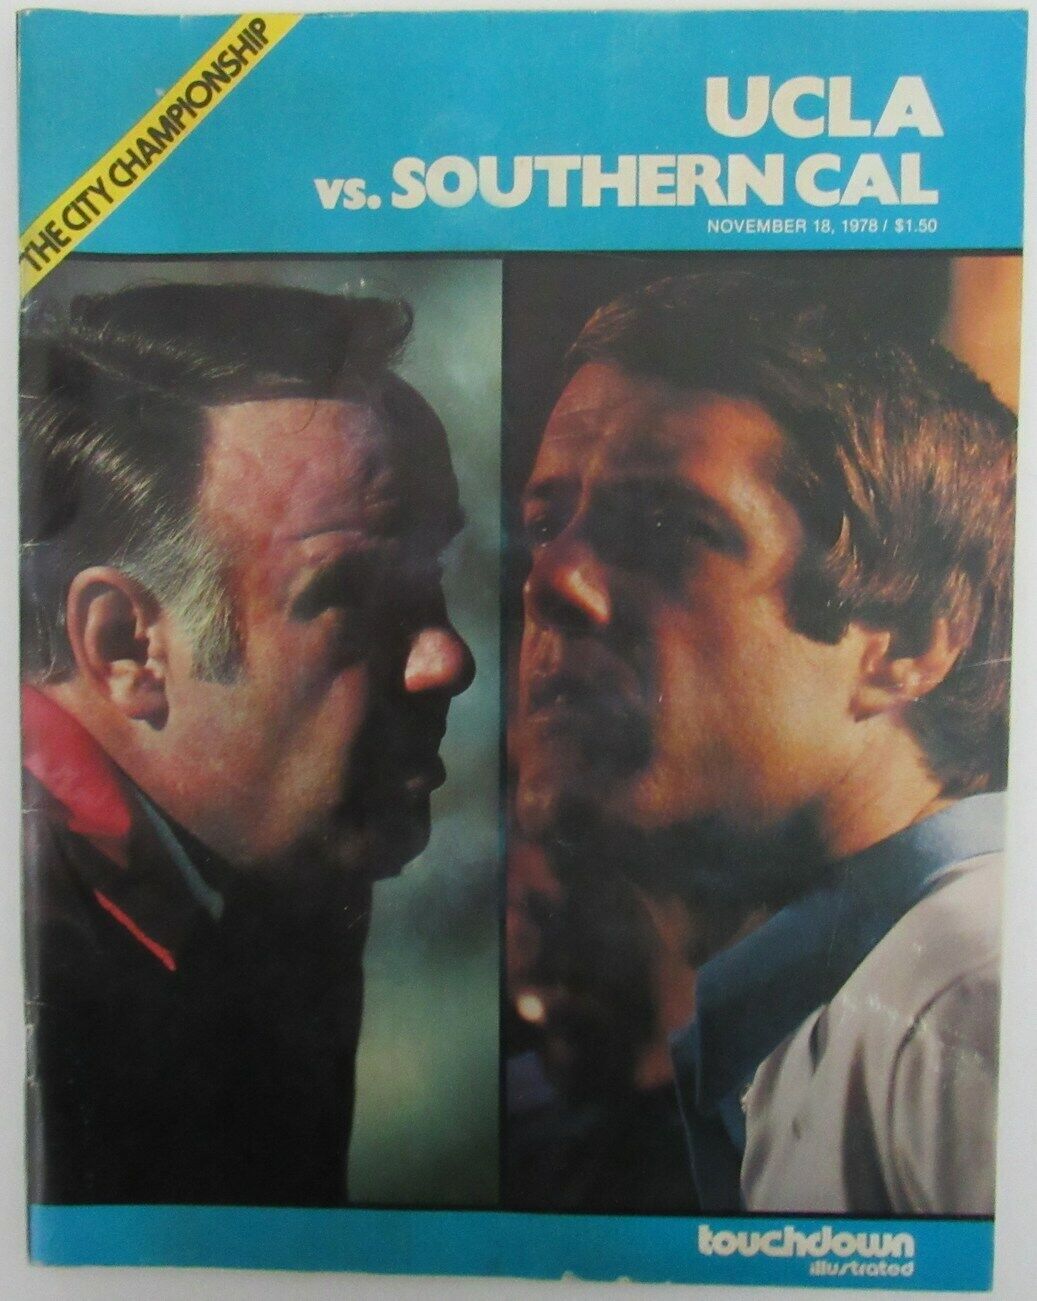 THE CITY CHAMPIONSHIP
UCLA
vs. SOUTHERN CAL
NOVEMBER 18, 1978 / $1.50
touchdown
illustrated